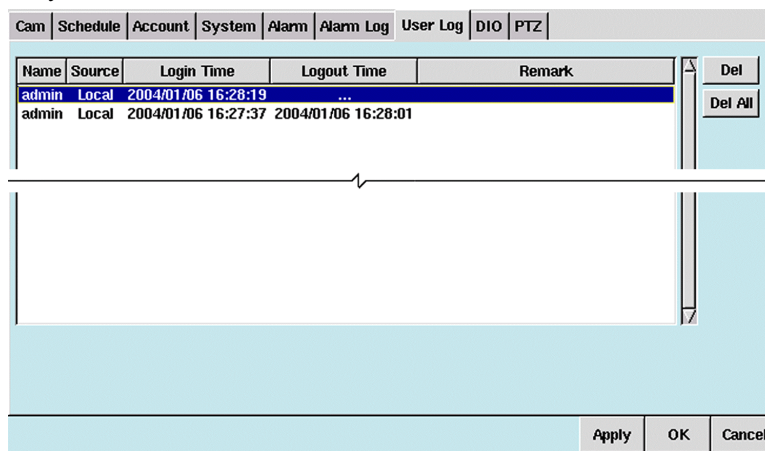 Cam Schedule Account System Alarm Alarm Log User Log DIO PTZ
Name Source Login Time Logout Time Remark
Del
admin Local 2004/01/06 16:28:19 ...
Del All
admin Local 2004/01/06 16:27:37 2004/01/06 16:28:01
Apply OK Cancel